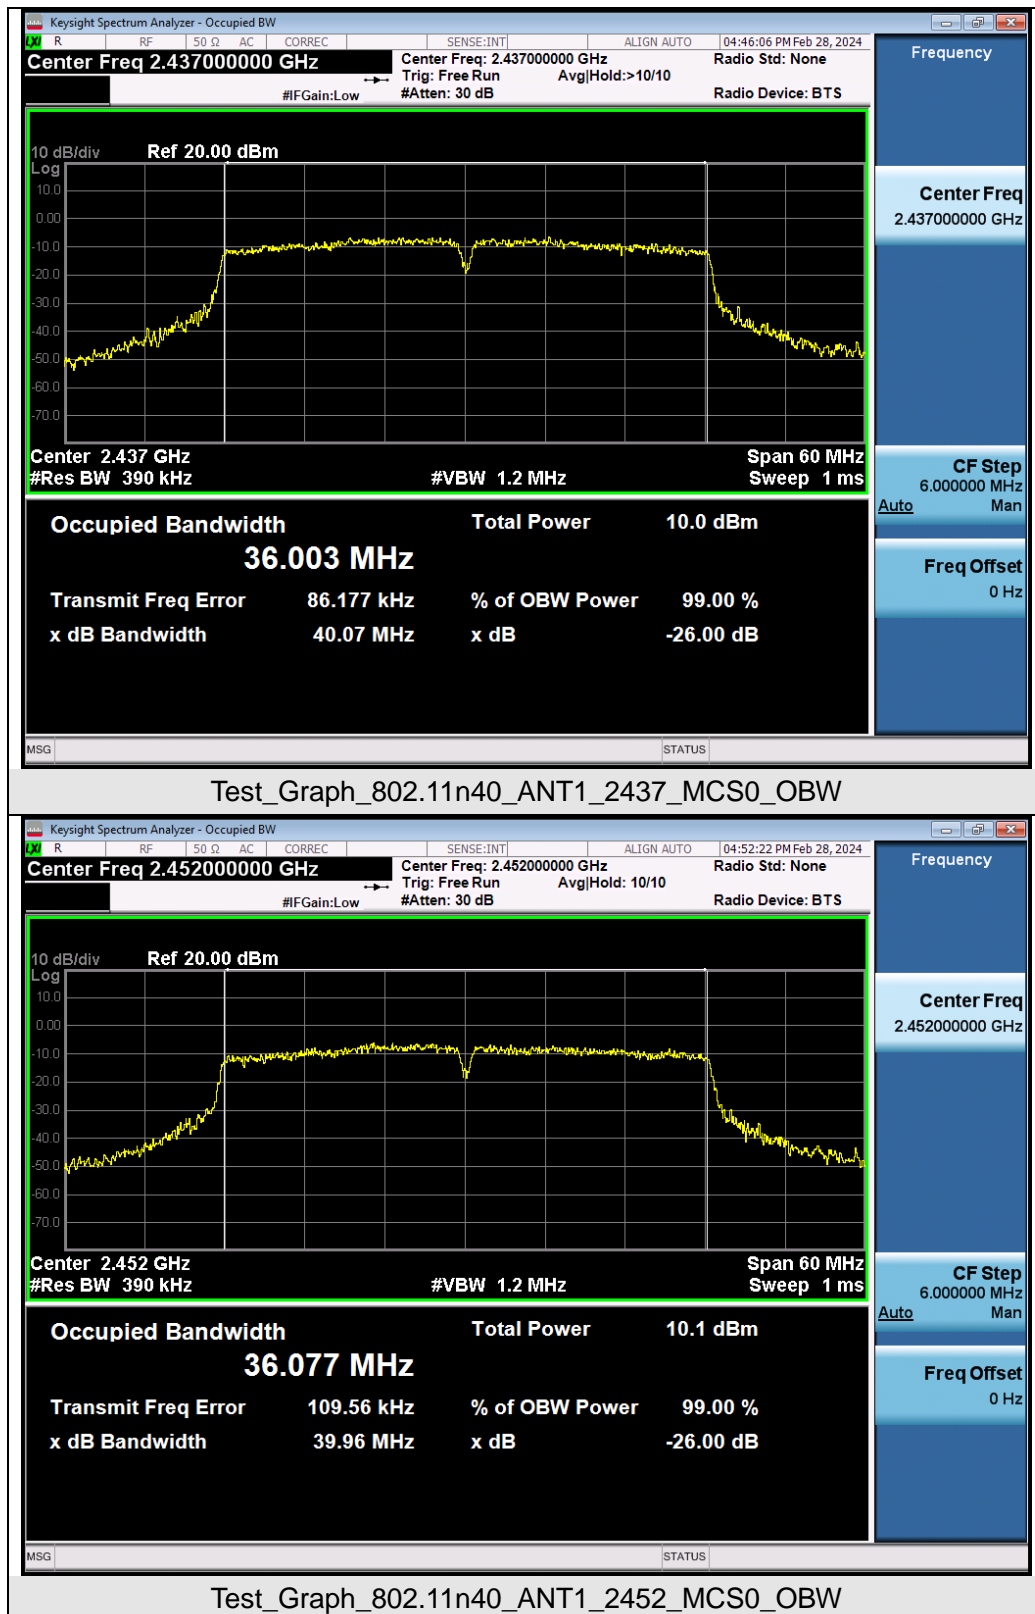 Keysight Spectrum Analyzer - Occupied BW
LXI R RF 50 Ω AC CORREC SENSE:INT ALIGN AUTO 04:46:06 PM Feb 28, 2024
Center Freq 2.437000000 GHz
Center Freq: 2.437000000 GHz
Radio Std: None
Trig: Free Run Avg|Hold:>10/10
#IFGain:Low
#Atten: 30 dB
Radio Device: BTS
Frequency
10 dB/div Ref 20.00 dBm
Log
10.0
0.00
-10.0
-20.0
-30.0
-40.0
-50.0
-60.0
-70.0
Center 2.437 GHz Span 60 MHz
#Res BW 390 kHz #VBW 1.2 MHz Sweep 1 ms
Occupied Bandwidth Total Power 10.0 dBm
36.003 MHz
Transmit Freq Error 86.177 kHz % of OBW Power 99.00 %
x dB Bandwidth 40.07 MHz x dB -26.00 dB
Center Freq
2.437000000 GHz
CF Step
6.000000 MHz
Auto Man
Freq Offset
0 Hz
MSG STATUS
Test_Graph_802.11n40_ANT1_2437_MCS0_OBW
Keysight Spectrum Analyzer - Occupied BW
LXI R RF 50 Ω AC CORREC SENSE:INT ALIGN AUTO 04:52:22 PM Feb 28, 2024
Center Freq 2.452000000 GHz
Center Freq: 2.452000000 GHz
Radio Std: None
Trig: Free Run Avg|Hold: 10/10
#IFGain:Low
#Atten: 30 dB
Radio Device: BTS
Frequency
10 dB/div Ref 20.00 dBm
Log
10.0
0.00
-10.0
-20.0
-30.0
-40.0
-50.0
-60.0
-70.0
Center 2.452 GHz Span 60 MHz
#Res BW 390 kHz #VBW 1.2 MHz Sweep 1 ms
Occupied Bandwidth Total Power 10.1 dBm
36.077 MHz
Transmit Freq Error 109.56 kHz % of OBW Power 99.00 %
x dB Bandwidth 39.96 MHz x dB -26.00 dB
Center Freq
2.452000000 GHz
CF Step
6.000000 MHz
Auto Man
Freq Offset
0 Hz
MSG STATUS
Test_Graph_802.11n40_ANT1_2452_MCS0_OBW